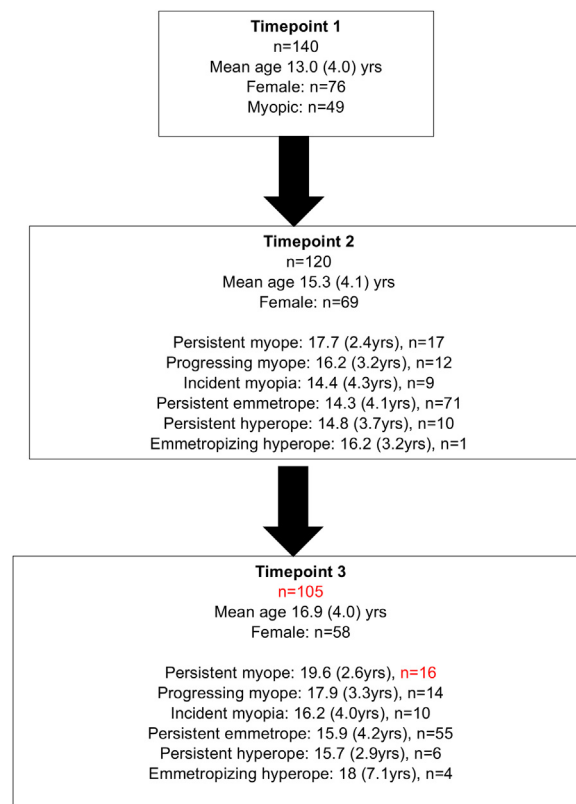 Timepoint 1
n=140
Mean age 13.0 (4.0) yrs
Female: n=76
Myopic: n=49
Timepoint 2
n=120
Mean age 15.3 (4.1) yrs
Female: n=69
Persistent myope: 17.7 (2.4yrs), n=17
Progressing myope: 16.2 (3.2yrs), n=12
Incident myopia: 14.4 (4.3yrs), n=9
Persistent emmetrope: 14.3 (4.1yrs), n=71
Persistent hyperope: 14.8 (3.7yrs), n=10
Emmetropizing hyperope: 16.2 (3.2yrs), n=1
Timepoint 3
n=105
Mean age 16.9 (4.0) yrs
Female: n=58
Persistent myope: 19.6 (2.6yrs), n=16
Progressing myope: 17.9 (3.3yrs), n=14
Incident myopia: 16.2 (4.0yrs), n=10
Persistent emmetrope: 15.9 (4.2yrs), n=55
Persistent hyperope: 15.7 (2.9yrs), n=6
Emmetropizing hyperope: 18 (7.1yrs), n=4